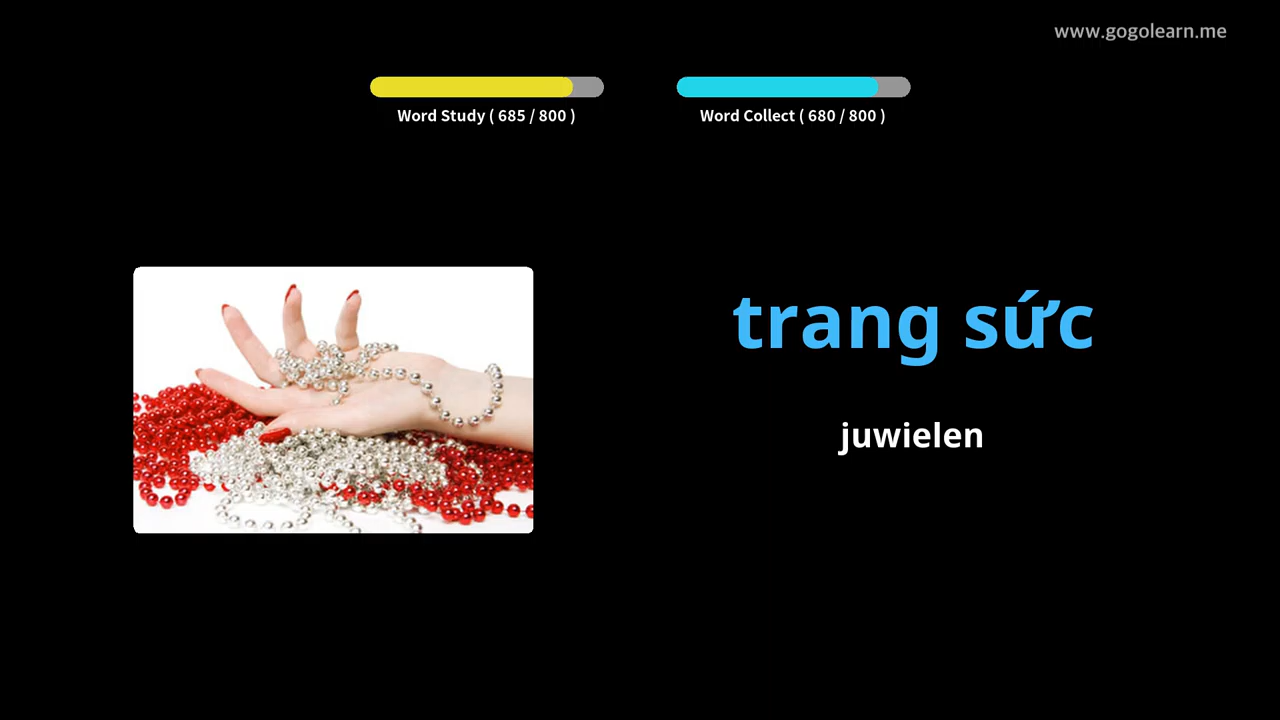 www.gogolearn.me
Word Study ( 685 / 800 )
Word Collect ( 680 / 800 )
trang sức
juwielen